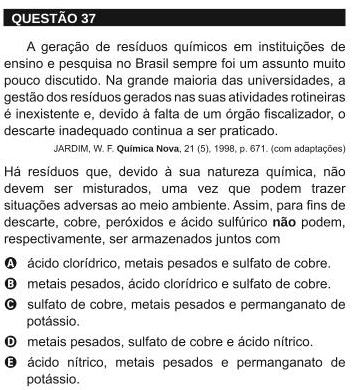 QUESTÃO 37
A geração de resíduos químicos em instituições de
ensino e pesquisa no Brasil sempre foi um assunto muito
pouco discutido. Na grande maioria das universidades, a
gestão dos resíduos gerados nas suas atividades rotineiras
é inexistente e, devido à falta de um órgão fiscalizador, o
descarte inadequado continua a ser praticado.
JARDIM, W. F. Química Nova, 21 (5), 1998, p. 671. (com adaptações)
Há resíduos que, devido à sua natureza química, não
devem ser misturados, uma vez que podem trazer
situações adversas ao meio ambiente. Assim, para fins de
descarte, cobre, peróxidos e ácido sulfúrico não podem,
respectivamente, ser armazenados juntos com
A ácido clorídrico, metais pesados e sulfato de cobre.
B metais pesados, ácido clorídrico e sulfato de cobre.
C sulfato de cobre, metais pesados e permanganato de
potássio.
D metais pesados, sulfato de cobre e ácido nítrico.
E ácido nítrico, metais pesados e permanganato de
potássio.